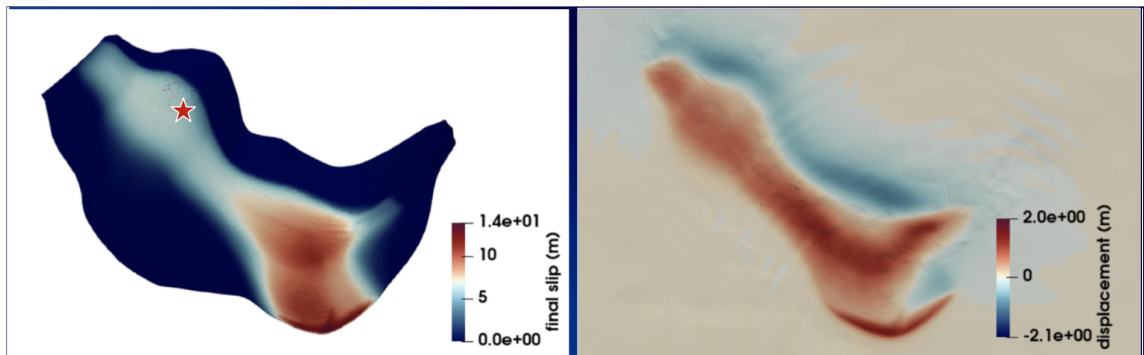 1.4e+01
10
5
0.0e+00
final slip (m)
2.0e+00
0
-2.1e+00
displacement (m)